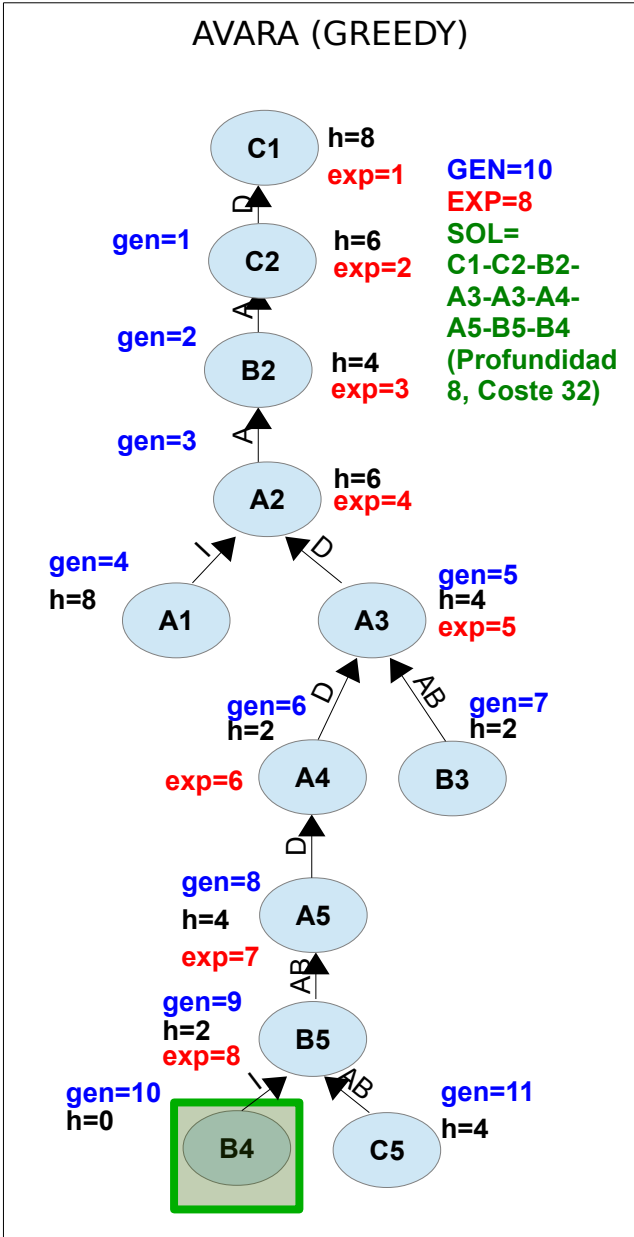 AVARA (GREEDY)
C1
h=8
exp=1
GEN=10
EXP=8
SOL=
C1-C2-B2-
A3-A3-A4-
A5-B5-B4
(Profundidad
8, Coste 32)
D
gen=1
C2
h=6
exp=2
A
gen=2
B2
h=4
exp=3
A
gen=3
A2
h=6
exp=4
I
D
gen=4
h=8
A1
A3
gen=5
h=4
exp=5
D
AB
gen=6
h=2
gen=7
h=2
exp=6
A4
B3
D
gen=8
h=4
exp=7
A5
AB
gen=9
h=2
exp=8
B5
I
AB
gen=10
h=0
gen=11
h=4
B4
C5